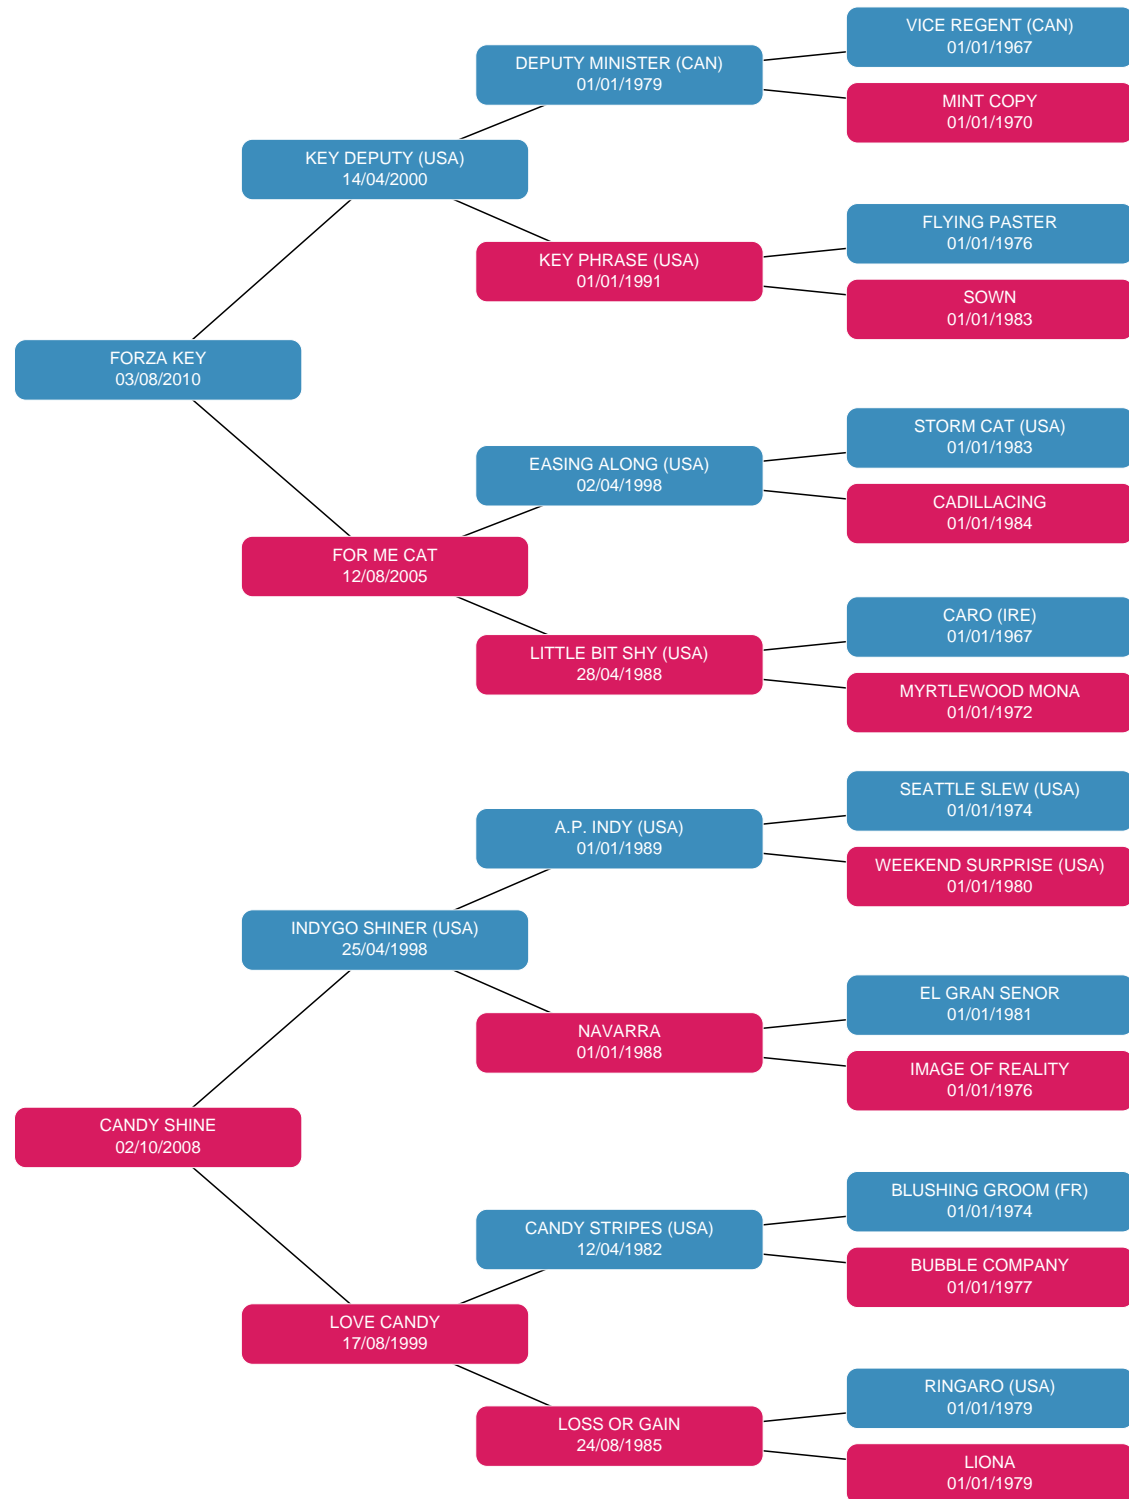 VICE REGENT (CAN)
01/01/1967
DEPUTY MINISTER (CAN)
01/01/1979
MINT COPY
01/01/1970
KEY DEPUTY (USA)
14/04/2000
FLYING PASTER
01/01/1976
KEY PHRASE (USA)
01/01/1991
SOWN
01/01/1983
FORZA KEY
03/08/2010
STORM CAT (USA)
01/01/1983
EASING ALONG (USA)
02/04/1998
CADILLACING
01/01/1984
FOR ME CAT
12/08/2005
CARO (IRE)
01/01/1967
LITTLE BIT SHY (USA)
28/04/1988
MYRTLEWOOD MONA
01/01/1972
SEATTLE SLEW (USA)
01/01/1974
A.P. INDY (USA)
01/01/1989
WEEKEND SURPRISE (USA)
01/01/1980
INDYGO SHINER (USA)
25/04/1998
EL GRAN SENOR
01/01/1981
NAVARRA
01/01/1988
IMAGE OF REALITY
01/01/1976
CANDY SHINE
02/10/2008
BLUSHING GROOM (FR)
01/01/1974
CANDY STRIPES (USA)
12/04/1982
BUBBLE COMPANY
01/01/1977
LOVE CANDY
17/08/1999
RINGARO (USA)
01/01/1979
LOSS OR GAIN
24/08/1985
LIONA
01/01/1979